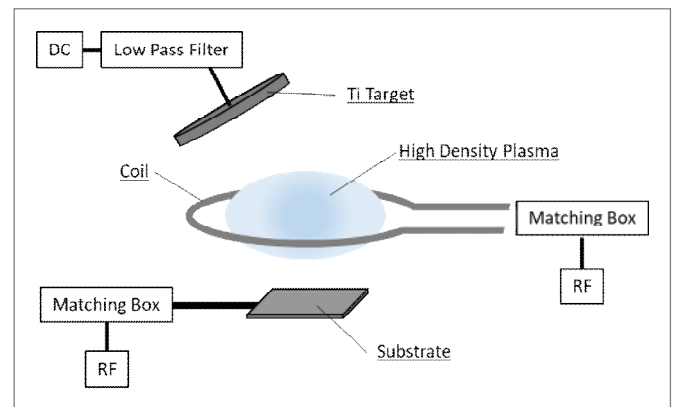 DC
Low Pass Filter
Ti Target
High Density Plasma
Coil
Matching Box
RF
Matching Box
Substrate
RF